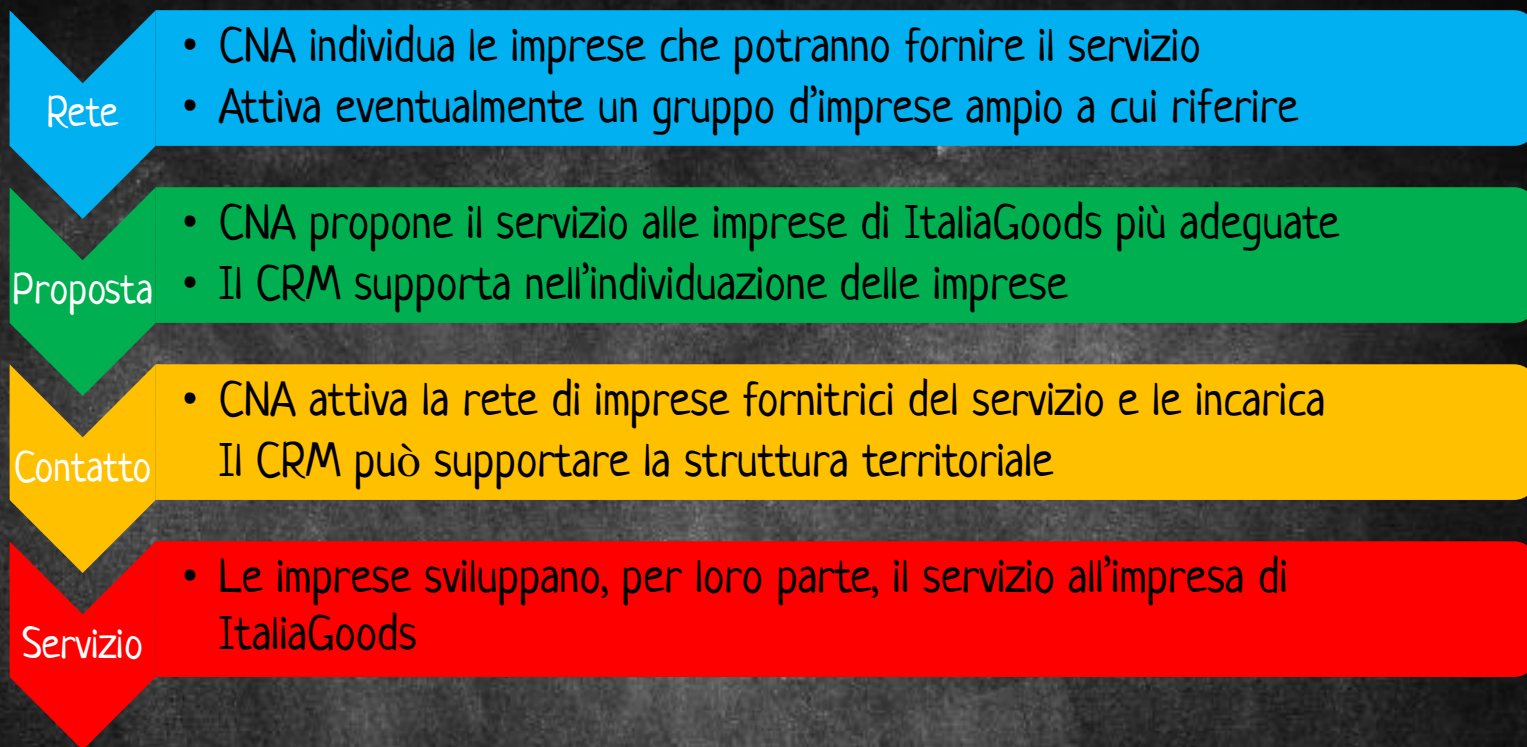 Rete
• CNA individua le imprese che potranno fornire il servizio
• Attiva eventualmente un gruppo d'imprese ampio a cui riferire
Proposta
• CNA propone il servizio alle imprese di ItaliaGoods più adeguate
• Il CRM supporta nell'individuazione delle imprese
Contatto
• CNA attiva la rete di imprese fornitrici del servizio e le incarica
Il CRM può supportare la struttura territoriale
Servizio
• Le imprese sviluppano, per loro parte, il servizio all'impresa di
ItaliaGoods